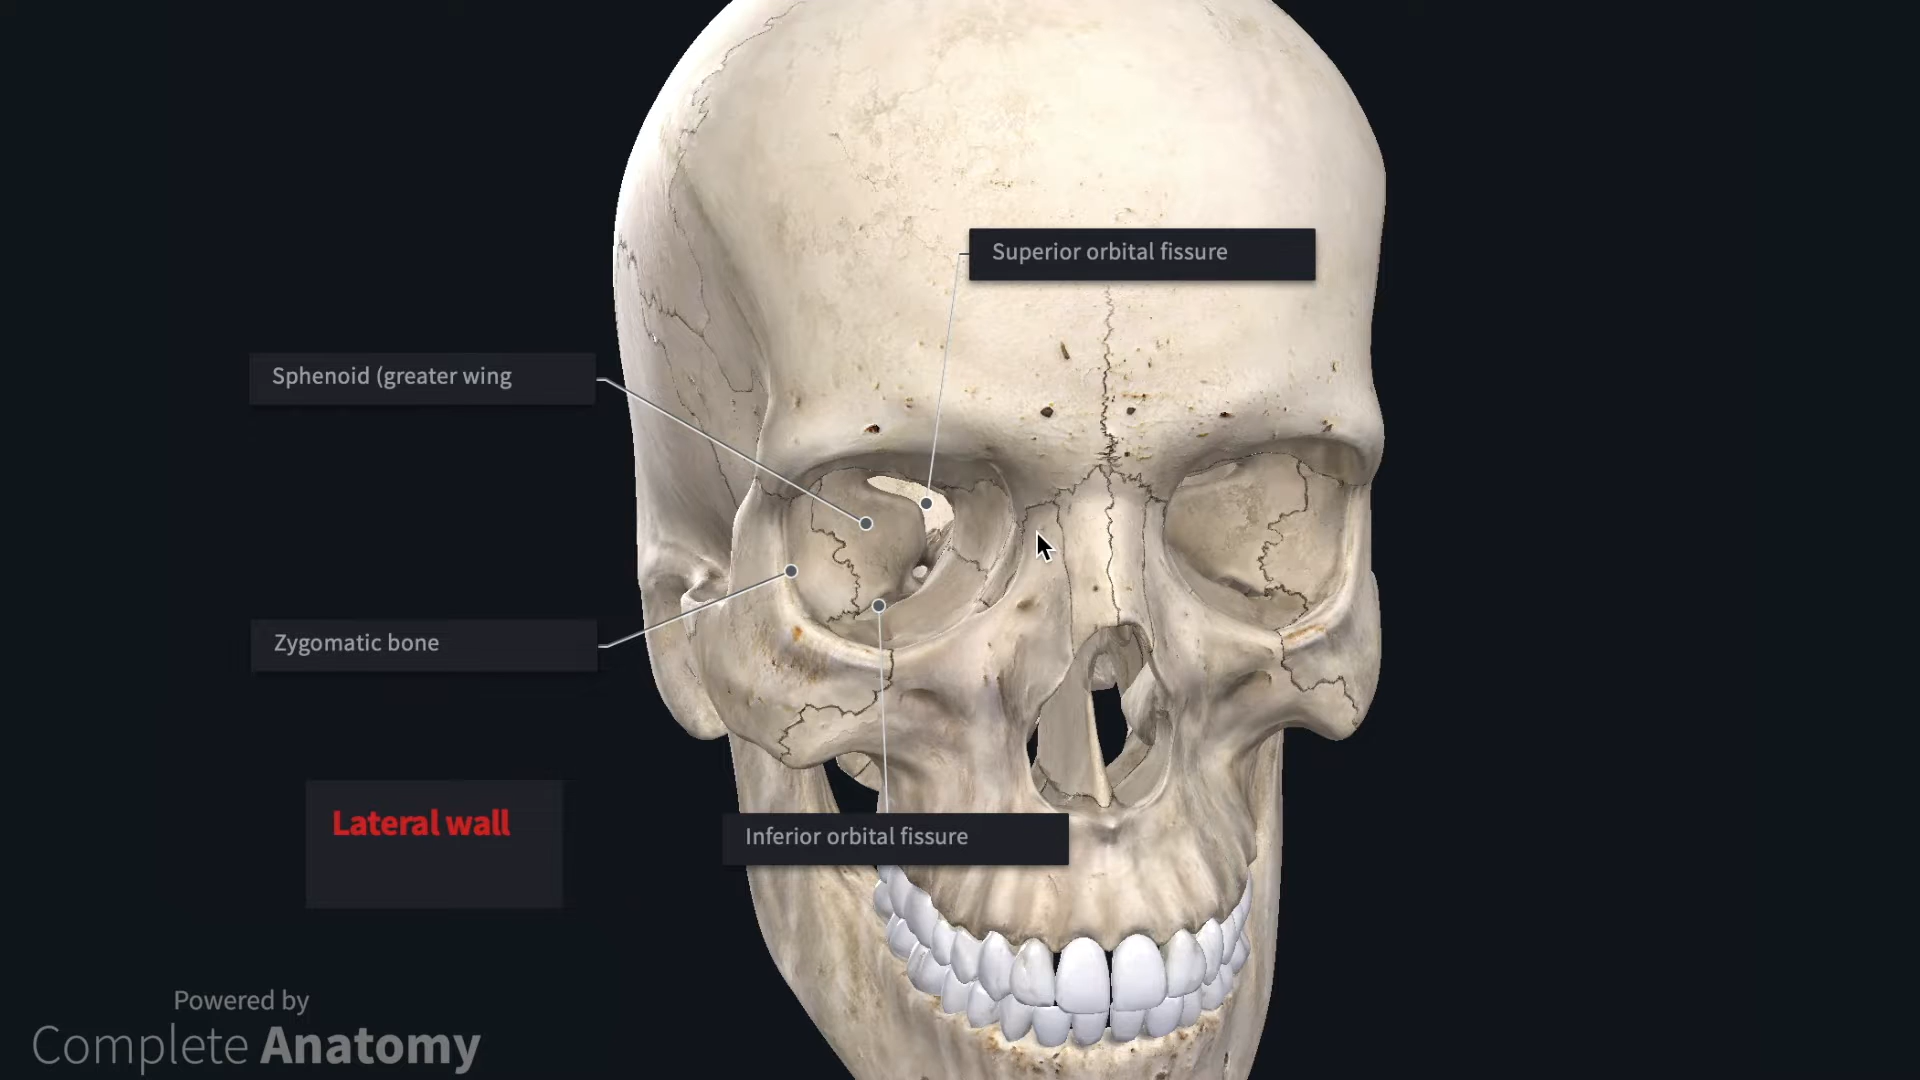 Superior orbital fissure
Sphenoid (greater wing
Zygomatic bone
Lateral wall
Inferior orbital fissure
Powered by
Complete Anatomy